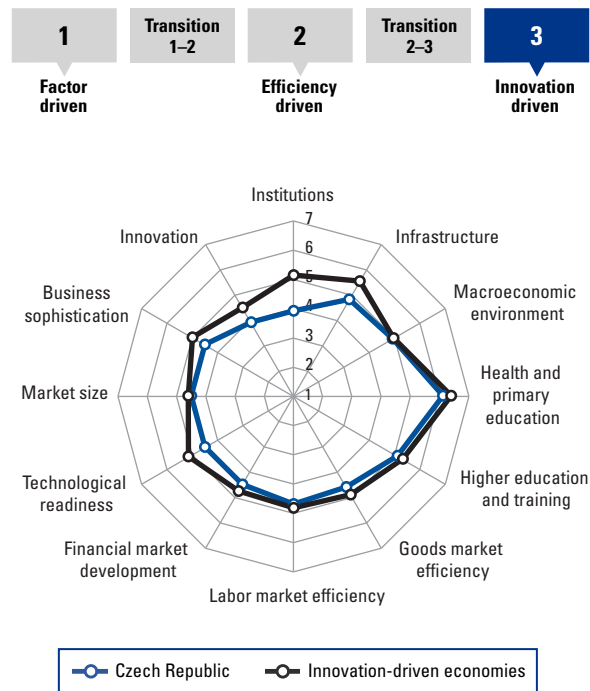 1
Transition
1–2
2
Transition
2–3
3
Factor
driven
Efficiency
driven
Innovation
driven
Institutions
7
Innovation
6
Infrastructure
5
Business
sophistication
4
Macroeconomic
environment
3
2
Market size
1
Health and
primary
education
Technological
readiness
Higher education
and training
Financial market
development
Goods market
efficiency
Labor market efficiency
Czech Republic
Innovation-driven economies